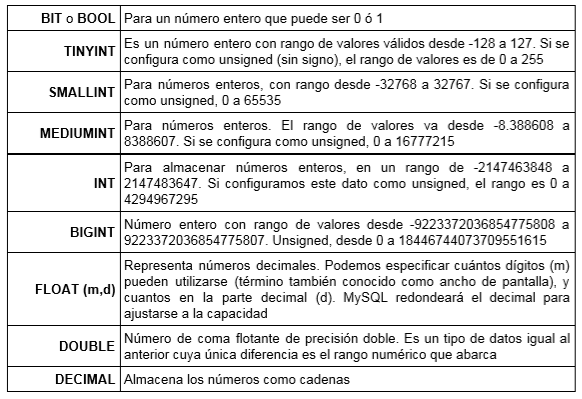 BIT o BOOL Para un número entero que puede ser 0 ó 1
TINYINT Es un número entero con rango de valores válidos desde -128 a 127. Si se
configura como unsigned (sin signo), el rango de valores es de 0 a 255
SMALLINT Para números enteros, con rango desde -32768 a 32767. Si se configura
como unsigned, 0 a 65535
MEDIUMINT Para números enteros. El rango de valores va desde -8.388608 a
8388607. Si se configura como unsigned, 0 a 16777215
INT Para almacenar números enteros, en un rango de -2147463848 a
2147483647. Si configuramos este dato como unsigned, el rango es 0 a
4294967295
BIGINT Número entero con rango de valores desde -9223372036854775808 a
9223372036854775807. Unsigned, desde 0 a 18446744073709551615
FLOAT (m,d) Representa números decimales. Podemos especificar cuántos dígitos (m)
pueden utilizarse (término también conocido como ancho de pantalla), y
cuantos en la parte decimal (d). MySQL redondeará el decimal para
ajustarse a la capacidad
DOUBLE Número de coma flotante de precisión doble. Es un tipo de datos igual al
anterior cuya única diferencia es el rango numérico que abarca
DECIMAL Almacena los números como cadenas